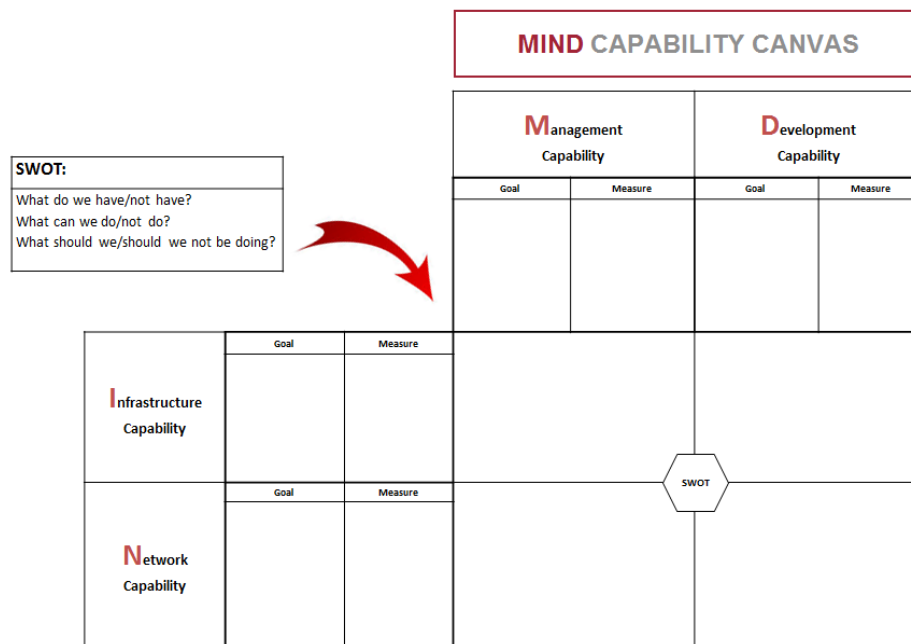 MIND CAPABILITY CANVAS
Management
Capability
Development
Capability
SWOT:
What do we have/not have?
What can we do/not do?
What should we/should we not be doing?
Goal
Measure
Goal
Measure
Infrastructure
Capability
Goal
Measure
Network
Capability
Goal
Measure
SWOT